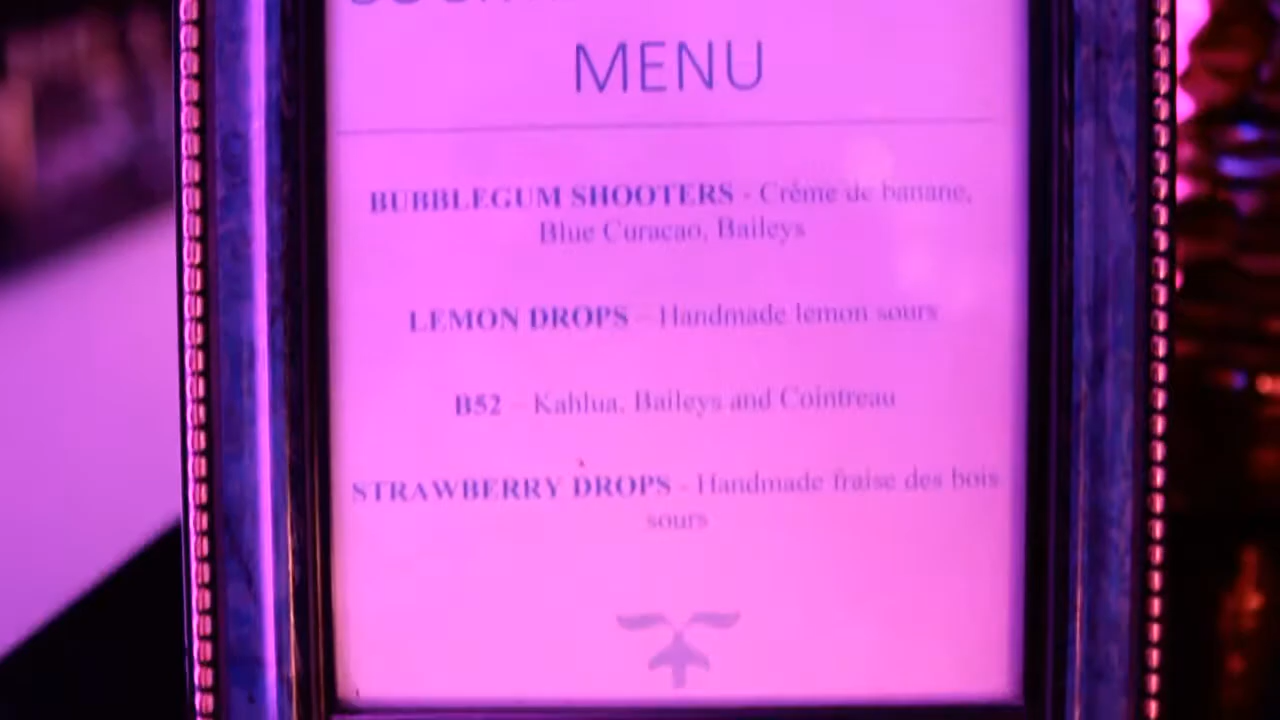 MENU
BUBBLEGUM SHOOTERS - Crême de banane,
Blue Curacao, Baileys
LEMON DROPS - Handmade lemon sours
B52 - Kahlua, Baileys and Cointreau
STRAWBERRY DROPS - Handmade fraise des bois
sours